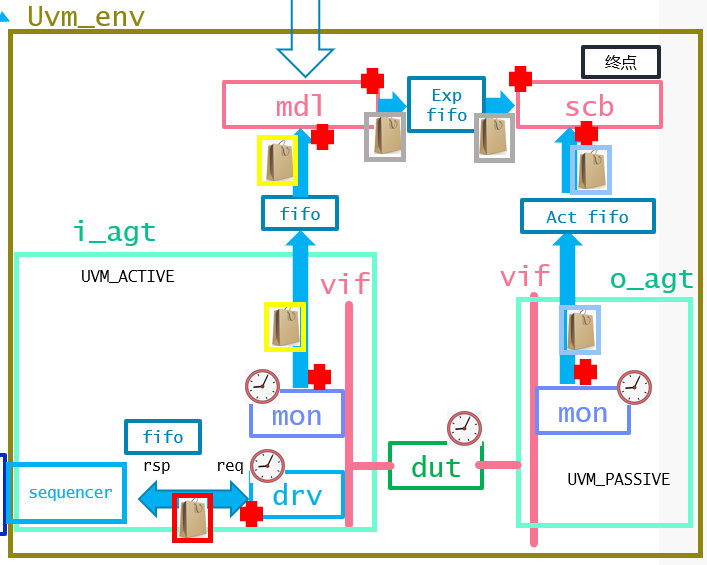 Uvm_env
终点
mdl
Exp
fifo
scb
fifo
Act fifo
i_agt
UVM_ACTIVE
vif
vif
o_agt
mon
mon
fifo
rsp
req
sequencer
drv
dut
UVM_PASSIVE